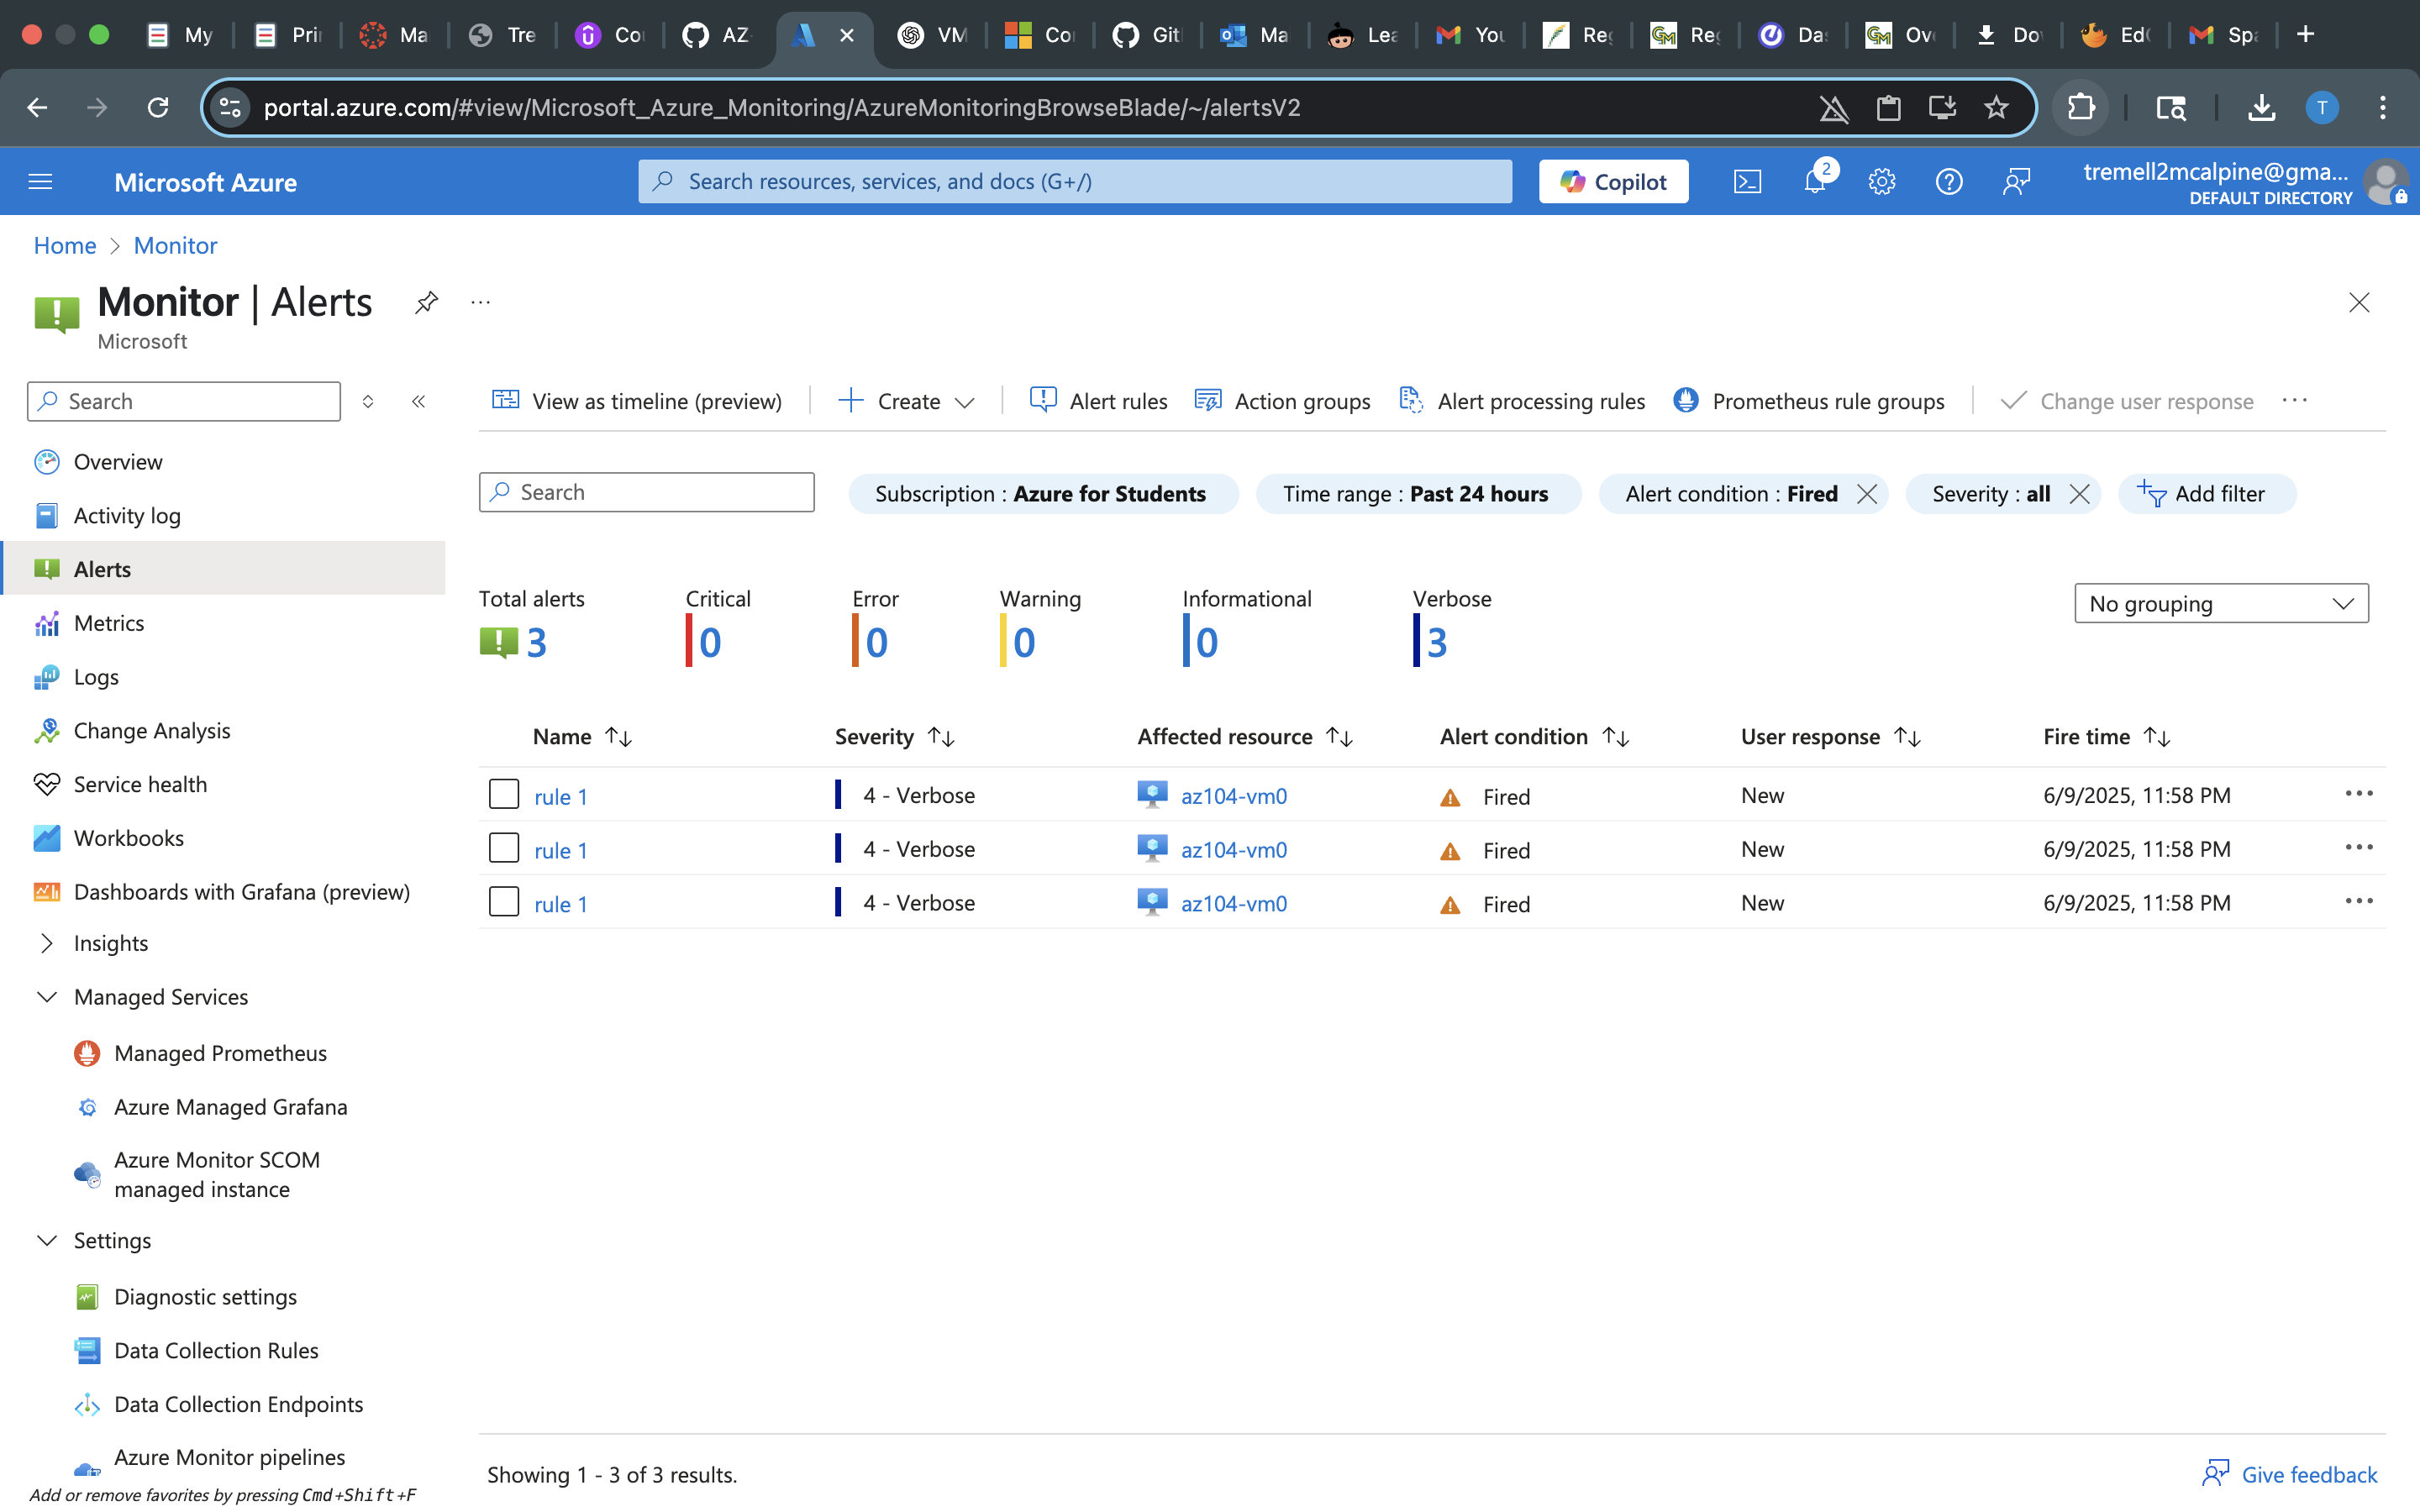 My
Pri
Ma
Tre
Co
AZ
VM
Co
Git
Ma
Lea
You
Reg
Reg
Das
Ov
Do
Ed
Spa
portal.azure.com/#view/Microsoft_Azure_Monitoring/AzureMonitoringBrowseBlade/~/alertsV2
T
Microsoft Azure
Search resources, services, and docs (G+/)
Copilot
2
tremell2mcalpine@gma...
DEFAULT DIRECTORY
Home > Monitor
Monitor | Alerts
Microsoft
Search
View as timeline (preview)
Create
Alert rules
Action groups
Alert processing rules
Prometheus rule groups
Change user response
Overview
Activity log
Alerts
Metrics
Logs
Change Analysis
Service health
Workbooks
Dashboards with Grafana (preview)
Insights
Managed Services
Managed Prometheus
Azure Managed Grafana
Azure Monitor SCOM
managed instance
Settings
Diagnostic settings
Data Collection Rules
Data Collection Endpoints
Azure Monitor pipelines
Add or remove favorites by pressing Cmd+Shift+F
Search
Subscription : Azure for Students
Time range : Past 24 hours
Alert condition : Fired
Severity : all
Add filter
Total alerts
3
Critical
0
Error
0
Warning
0
Informational
0
Verbose
3
No grouping
Name Severity Affected resource Alert condition User response Fire time
rule 1 4 - Verbose az104-vm0 Fired New 6/9/2025, 11:58 PM
rule 1 4 - Verbose az104-vm0 Fired New 6/9/2025, 11:58 PM
rule 1 4 - Verbose az104-vm0 Fired New 6/9/2025, 11:58 PM
Showing 1 - 3 of 3 results.
Give feedback